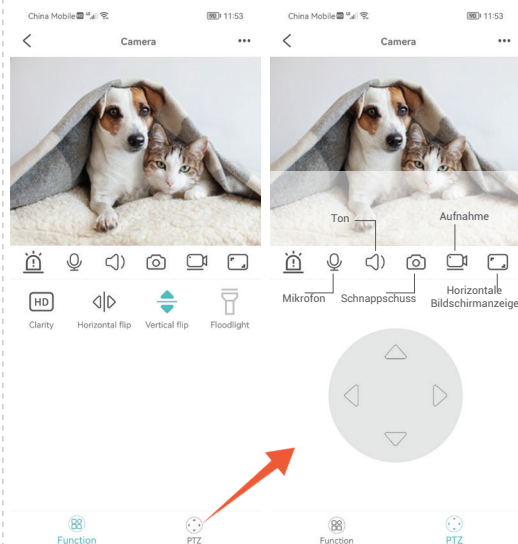 China Mobile 11:53
Camera
HD
Clarity
Horizontal flip
Vertical flip
Floodlight
Function
PTZ
China Mobile 11:53
Camera
Ton
Aufnahme
Mikrofon
Schnappschuss
Horizontale
Bildschirmanzeige
Function
PTZ